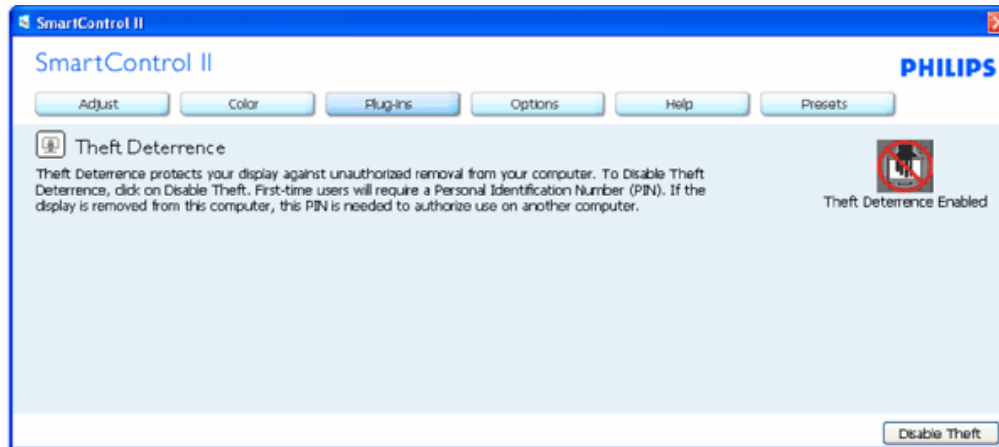 SmartControl II
SmartControl II
PHILIPS
Adjust
Color
Plug-Ins
Options
Help
Presets
Theft Deterrence
Theft Deterrence protects your display against unauthorized removal from your computer. To Disable Theft
Deterrence, click on Disable Theft. First-time users will require a Personal Identification Number (PIN). If the
display is removed from this computer, this PIN is needed to authorize use on another computer.
Theft Deterrence Enabled
Disable Theft